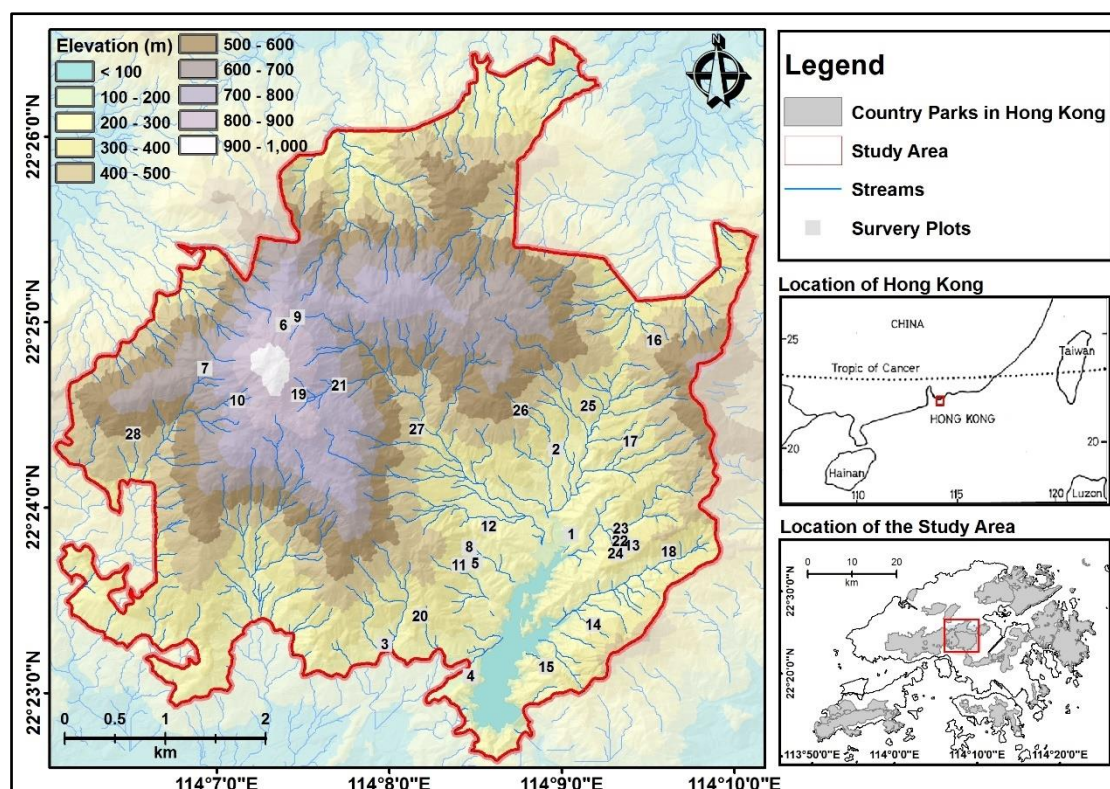 Elevation (m)
< 100
100 - 200
200 - 300
300 - 400
400 - 500
500 - 600
600 - 700
700 - 800
800 - 900
900 - 1,000
N
22°26'0"N
22°25'0"N
22°24'0"N
22°23'0"N
9
6
16
7
21
19
10
25
26
27
28
17
2
12
1
23
22
13
24
18
8
5
11
20
14
3
15
4
0 0.5 1 2
km
114°7'0"E 114°8'0"E 114°9'0"E 114°10'0"E
Legend
Country Parks in Hong Kong
Study Area
Streams
Survery Plots
Location of Hong Kong
CHINA
25
Taiwan
Tropic of Cancer
HONG KONG
20
20
Hainan
110
115
120
Luzon
Location of the Study Area
0 10 20
km
22°30'0"N
22°20'0"N
113°50'0"E 114°0'0"E 114°10'0"E 114°20'0"E